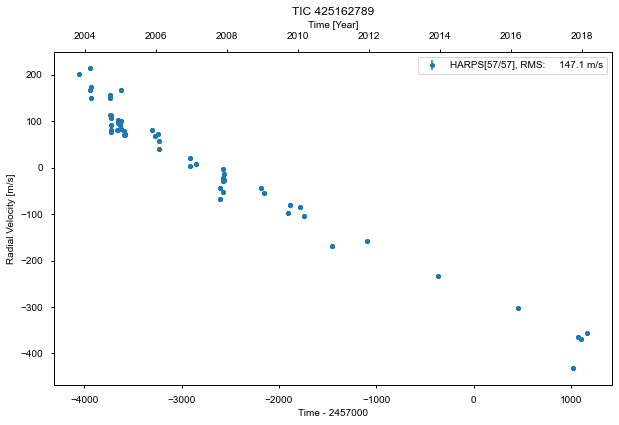 TIC 425162789
Time [Year]
2004 2006 2008 2010 2012 2014 2016 2018
HARPS[57/57], RMS: 147.1 m/s
Radial Velocity [m/s]
200
100
0
−100
−200
−300
−400
−4000 −3000 −2000 −1000 0 1000
Time - 2457000